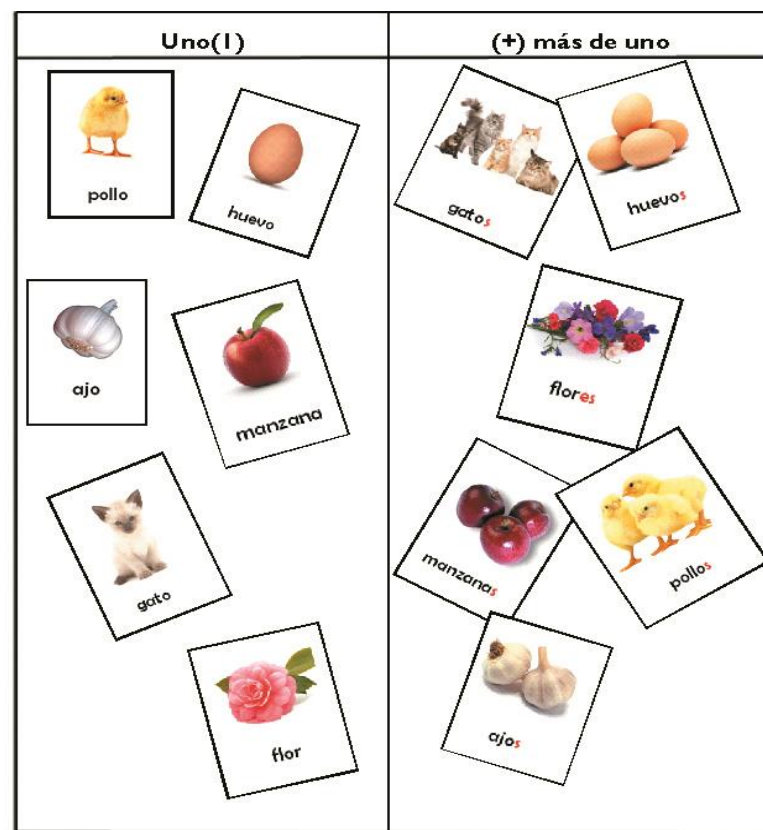 Uno(1)
(+) más de uno
pollo
huevo
ajo
manzana
gato
flor
gatos
huevos
flores
manzanas
pollos
ajos